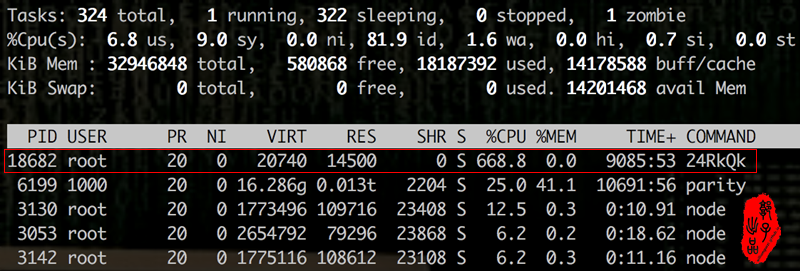 Tasks: 324 total,   1 running, 322 sleeping,   0 stopped,   1 zombie
%Cpu(s):  6.8 us,  9.0 sy,  0.0 ni, 81.9 id,  1.6 wa,  0.0 hi,  0.7 si,  0.0 st
KiB Mem : 32946848 total,   580868 free, 18187392 used, 14178588 buff/cache
KiB Swap:        0 total,        0 free,        0 used. 14201468 avail Mem
PID USER      PR  NI    VIRT    RES    SHR S  %CPU %MEM     TIME+ COMMAND
18682 root      20   0   20740  14500      0 S 668.8  0.0   9085:53 24RkQk
6199 1000      20   0 16.286g 0.013t   2204 S  25.0 41.1  10691:56 parity
3130 root      20   0 1773496 109716  23408 S  12.5  0.3   0:10.91 node
3053 root      20   0 2654792  79296  23868 S   6.2  0.2   0:18.62 node
3142 root      20   0 1775116 108612  23108 S   6.2  0.3   0:11.16 node